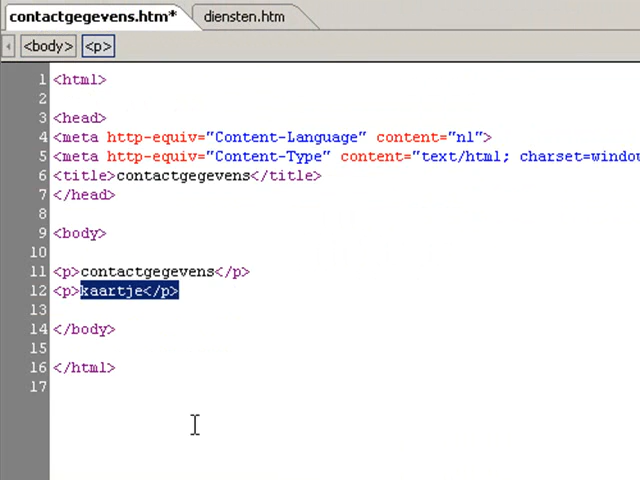 contactgegevens.htm* diensten.htm
<body> <p>
1 <html>
2
3 <head>
4 <meta http-equiv="Content-Language" content="nl">
5 <meta http-equiv="Content-Type" content="text/html; charset=window
6 <title>contactgegevens</title>
7 </head>
8
9 <body>
10
11 <p>contactgegevens</p>
12 <p>kaartje</p>
13
14 </body>
15
16 </html>
17